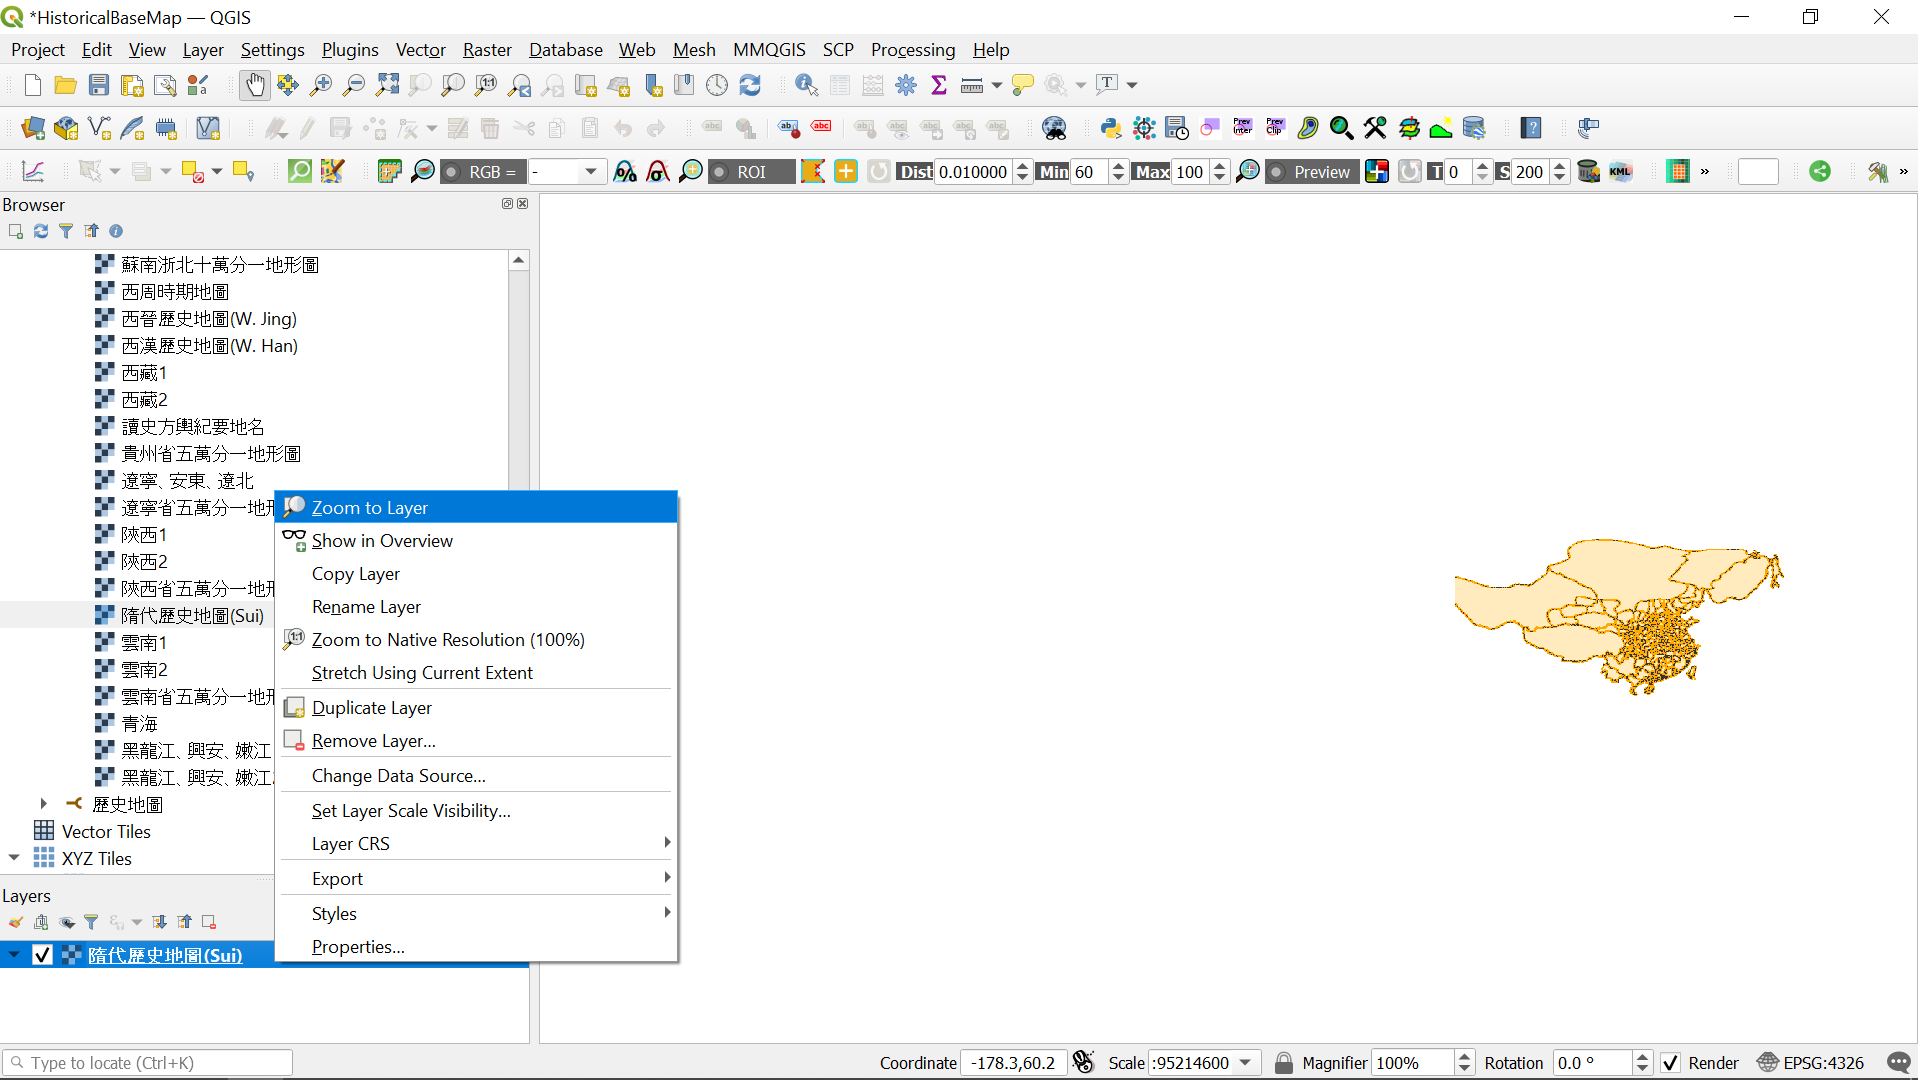 *HistoricalBaseMap — QGIS
Project Edit View Layer Settings Plugins Vector Raster Database Web Mesh MMQGIS SCP Processing Help
RGB = - ROI Dist 0.010000 Min 60 Max 100 Preview T 0 S 200 KML »  »
Browser
蘇南浙北十萬分一地形圖
西周時期地圖
西晉歷史地圖(W. Jing)
西漢歷史地圖(W. Han)
西藏1
西藏2
讀史方輿紀要地名
貴州省五萬分一地形圖
遼寧、安東、遼北
遼寧省五萬分一地形
陝西1
陝西2
陝西省五萬分一地形
隋代歷史地圖(Sui)
雲南1
雲南2
雲南省五萬分一地形
青海
黑龍江、興安、嫩江
黑龍江、興安、嫩江
歷史地圖
Vector Tiles
XYZ Tiles
Zoom to Layer
Show in Overview
Copy Layer
Rename Layer
Zoom to Native Resolution (100%)
Stretch Using Current Extent
Duplicate Layer
Remove Layer...
Change Data Source...
Set Layer Scale Visibility...
Layer CRS
Export
Styles
Properties...
Layers
隋代歷史地圖(Sui)
Type to locate (Ctrl+K)
Coordinate -178.3,60.2 Scale :95214600 Magnifier 100% Rotation 0.0 ° Render EPSG:4326